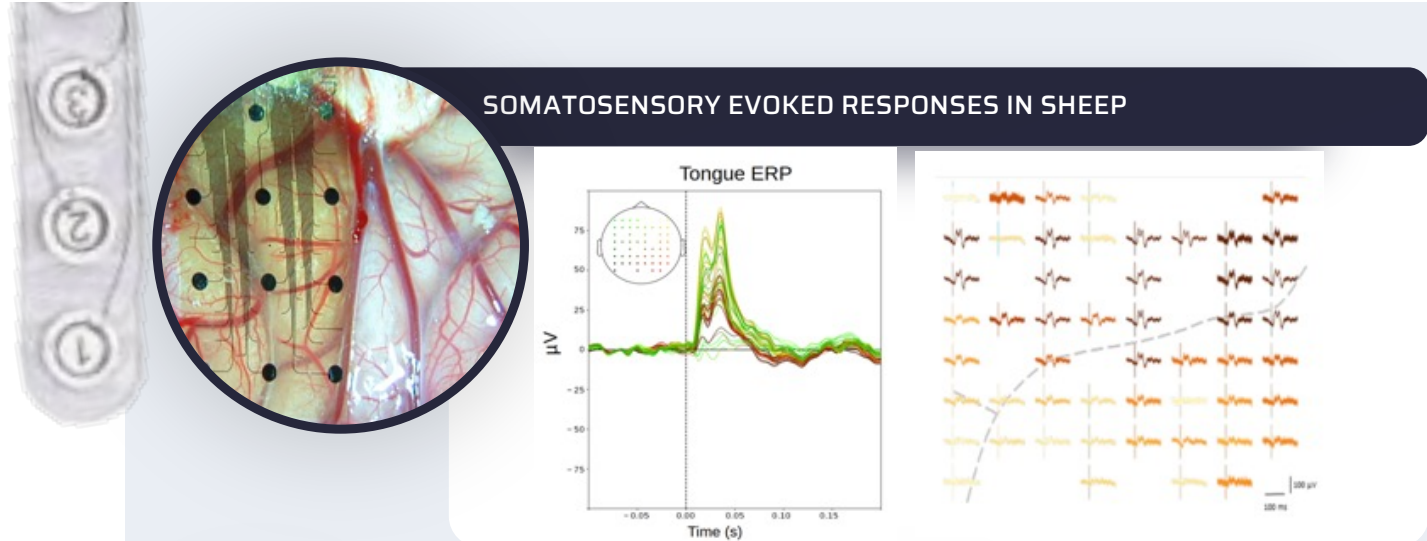 3
2
1
SOMATOSENSORY EVOKED RESPONSES IN SHEEP
Tongue ERP
75
50
25
0
−25
−50
−75
µV
−0.05
0.00
0.05
0.10
0.15
Time (s)
100 µV
100 ms